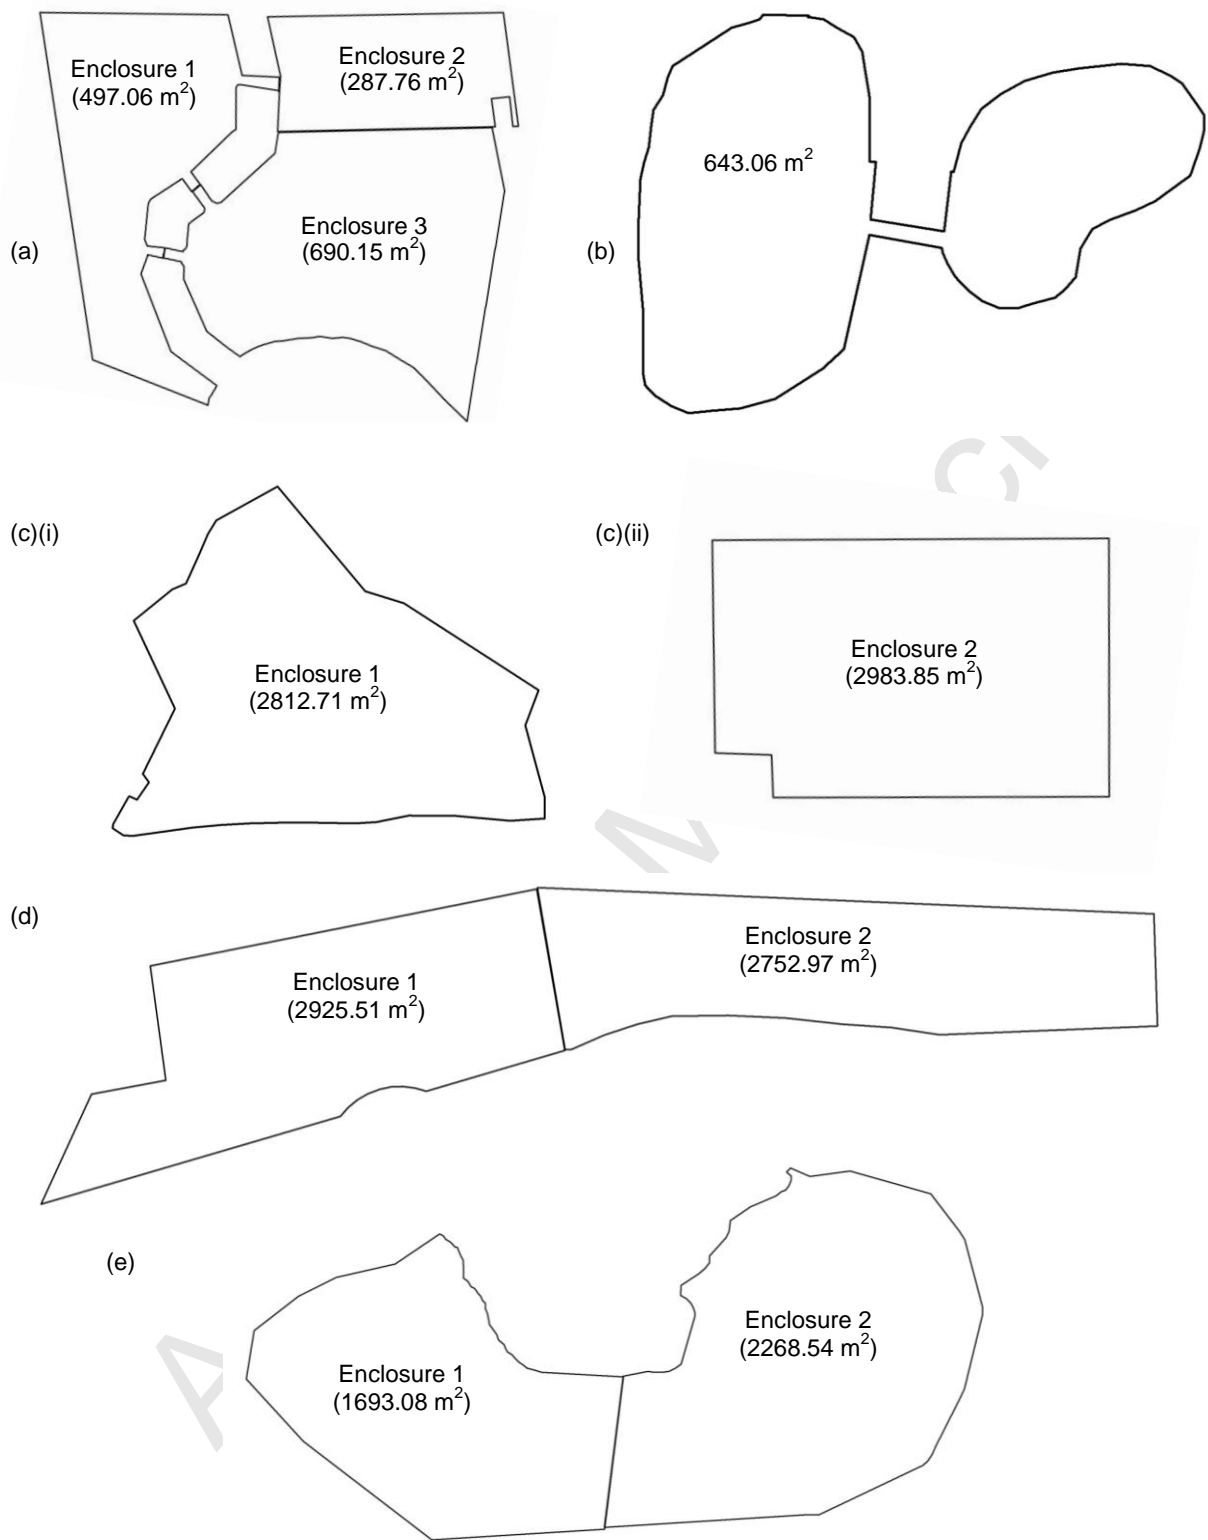 Enclosure 1
(497.06 m²)
Enclosure 2
(287.76 m²)
Enclosure 3
(690.15 m²)
(a)
(b)
643.06 m²
(c)(i)
Enclosure 1
(2812.71 m²)
(c)(ii)
Enclosure 2
(2983.85 m²)
(d)
Enclosure 1
(2925.51 m²)
Enclosure 2
(2752.97 m²)
(e)
Enclosure 1
(1693.08 m²)
Enclosure 2
(2268.54 m²)